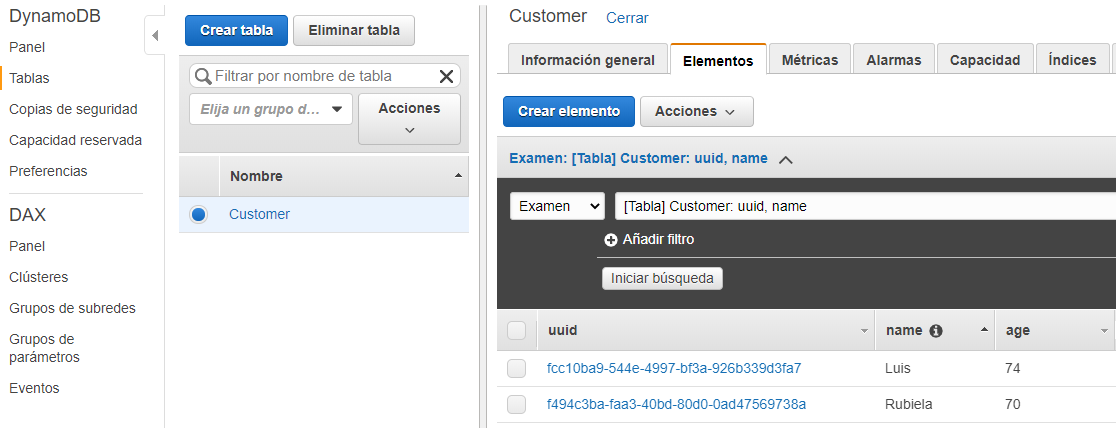 DynamoDB
Panel
Tablas
Copias de seguridad
Capacidad reservada
Preferencias
DAX
Panel
Clústeres
Grupos de subredes
Grupos de
parámetros
Eventos
Crear tabla Eliminar tabla
Filtrar por nombre de tabla
Elija un grupo d... Acciones
Nombre
Customer
Customer Cerrar
Información general Elementos Métricas Alarmas Capacidad Índices
Crear elemento Acciones
Examen: [Tabla] Customer: uuid, name
Examen [Tabla] Customer: uuid, name
Añadir filtro
Iniciar búsqueda
uuid name age
fcc10ba9-544e-4997-bf3a-926b339d3fa7 Luis 74
f494c3ba-faa3-40bd-80d0-0ad47569738a Rubiela 70